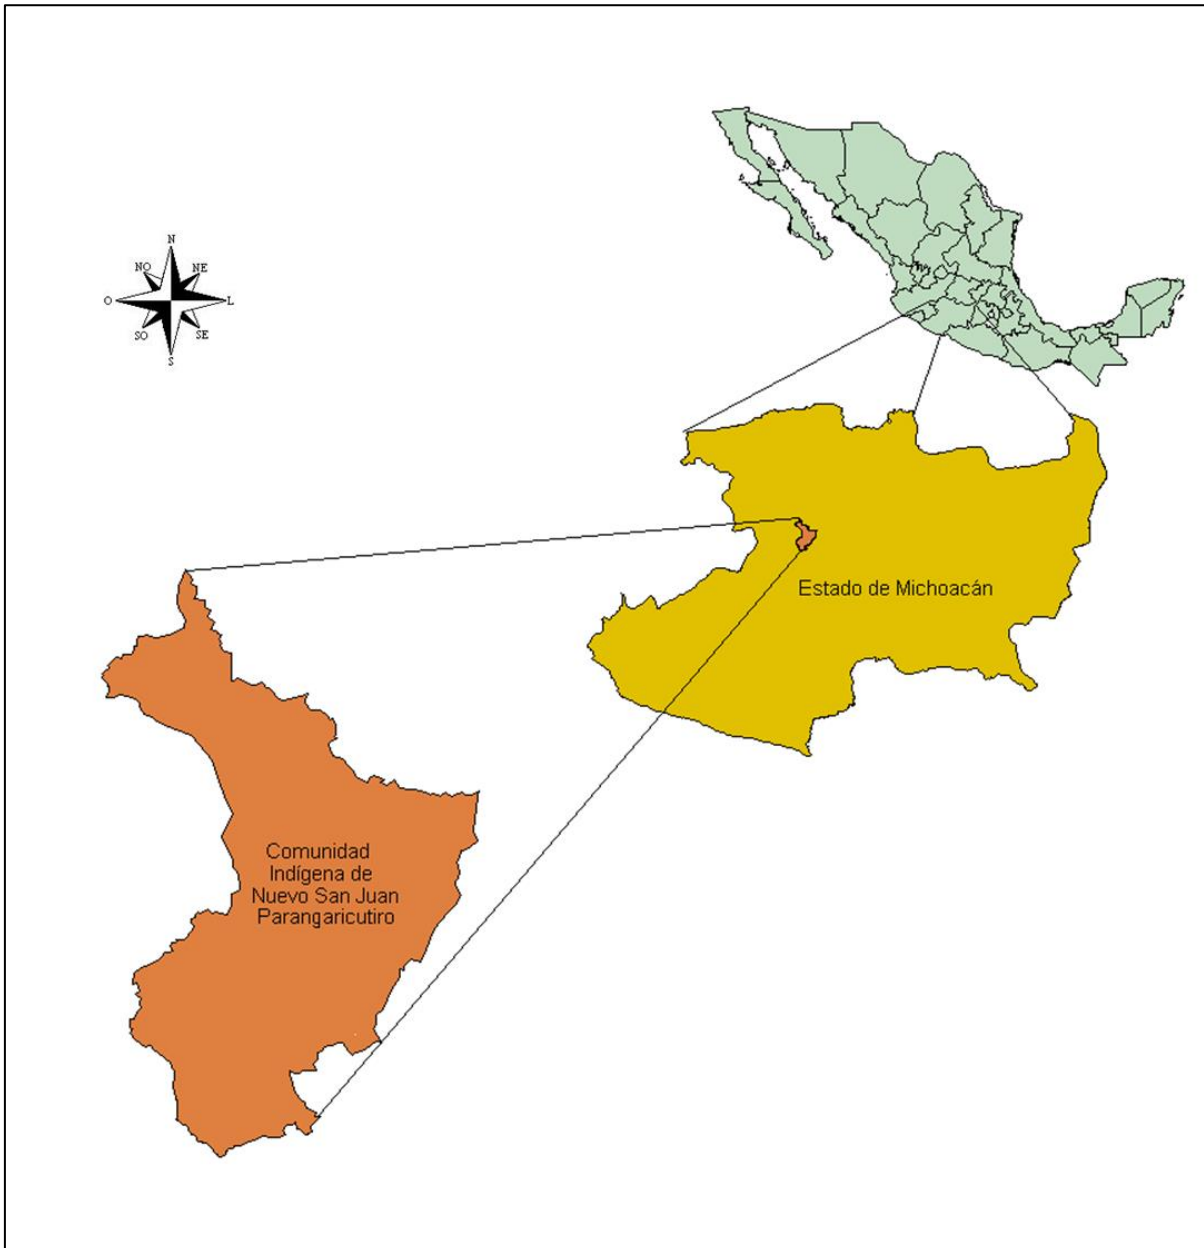 N
NO
NE
O
L
SO
SE
S
Estado de Michoacán
Comunidad
Indígena de
Nuevo San Juan
Parangaricutiro